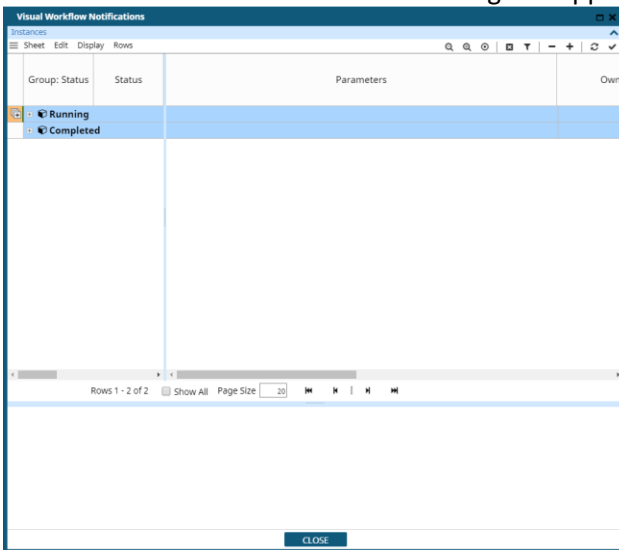 Visual Workflow Notifications
Instances
Sheet Edit Display Rows
Group: Status Status Parameters Own
Running
Completed
Rows 1 - 2 of 2 Show All Page Size 20
CLOSE